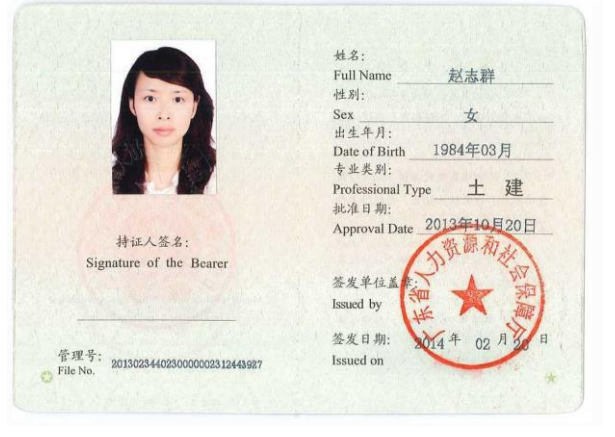 持证人签名:
Signature of the Bearer
管理号:
File No. 2013023440230000002312443927
姓名:
Full Name 赵志群
性别:
Sex 女
出生年月:
Date of Birth 1984年03月
专业类别:
Professional Type 土 建
批准日期:
Approval Date 2013年10月20日
签发单位盖章:
Issued by
广东省人力资源和社会保障厅
签发日期: 2014 年 02 月 20 日
Issued on